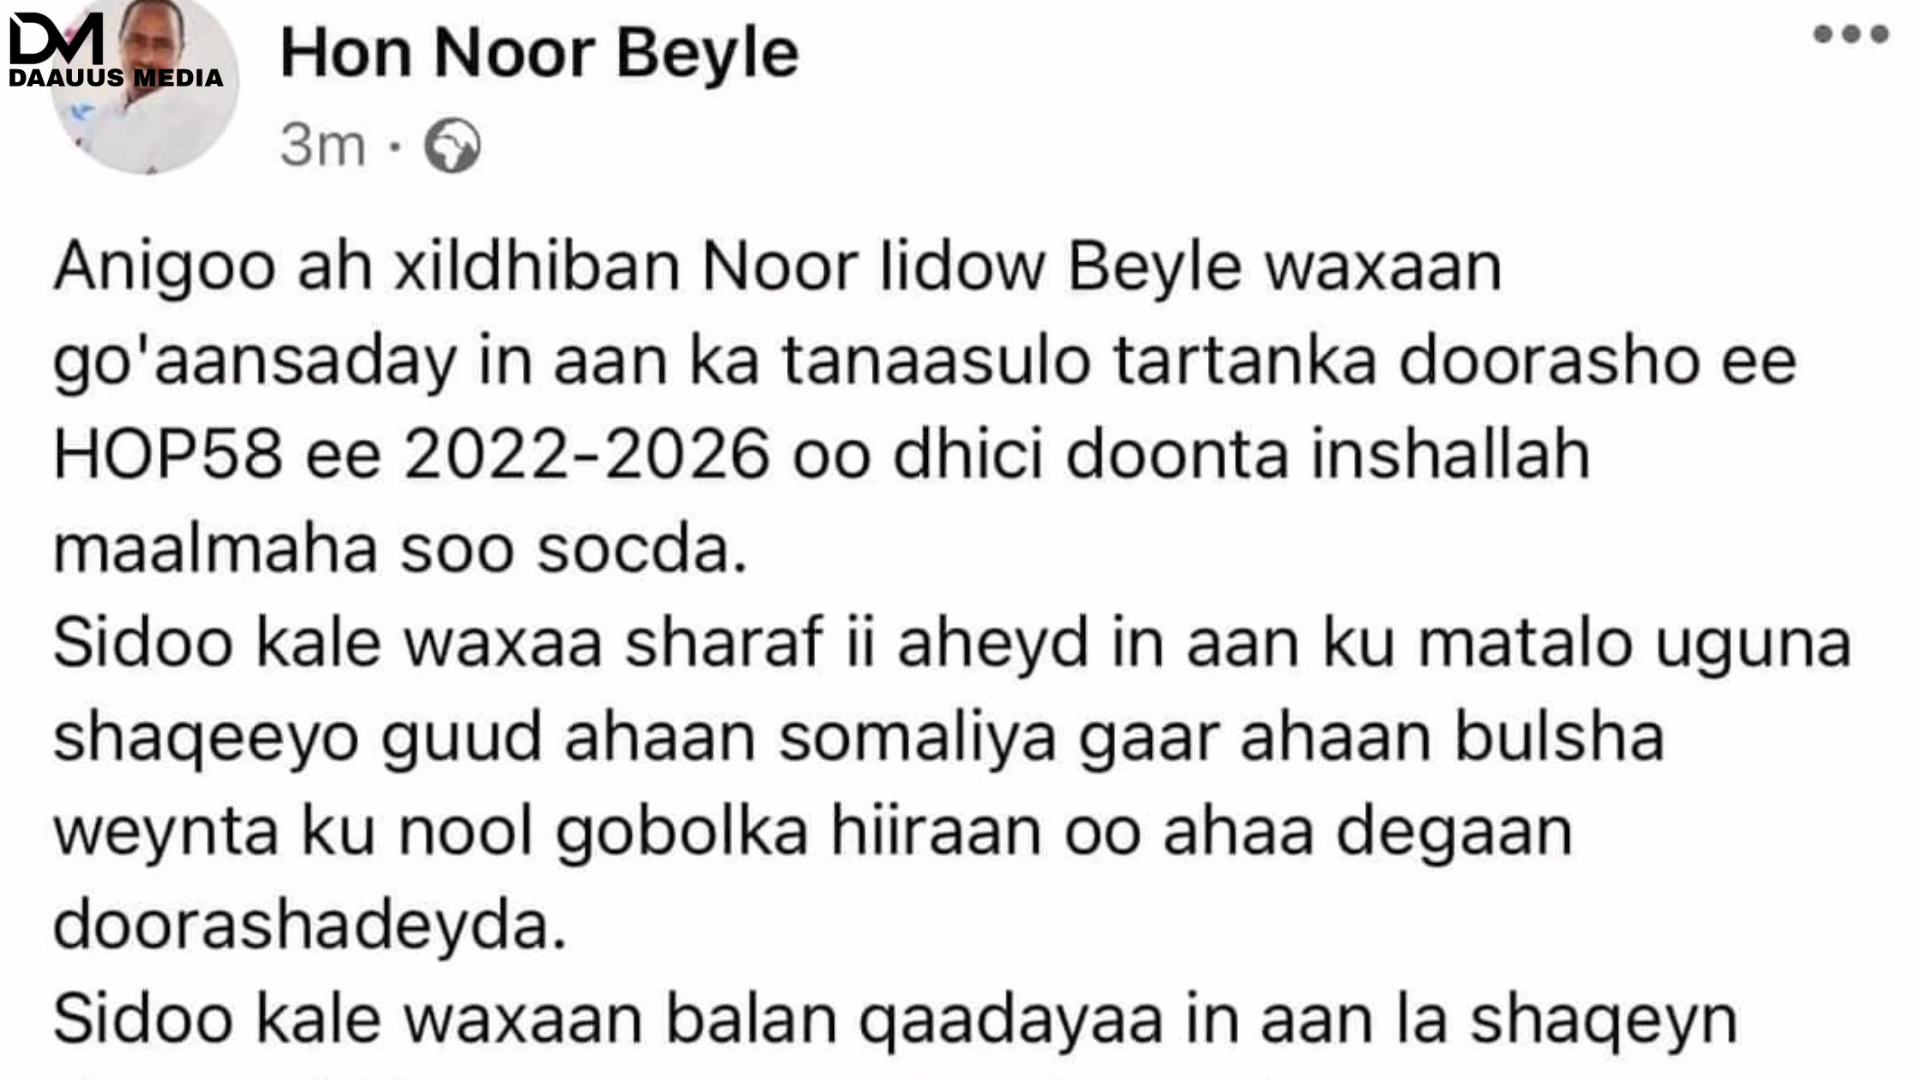 DM
DAAUUS MEDIA
Hon Noor Beyle
3m ·
Anigoo ah xildhiban Noor Iidow Beyle waxaan
go'aansaday in aan ka tanaasulo tartanka doorasho ee
HOP58 ee 2022-2026 oo dhici doonta inshallah
maalmaha soo socda.
Sidoo kale waxaa sharaf ii aheyd in aan ku matalo uguna
shaqeeyo guud ahaan somaliya gaar ahaan bulsha
weynta ku nool gobolka hiiraan oo ahaa degaan
doorashadeyda.
Sidoo kale waxaan balan qaadayaa in aan la shaqeyn